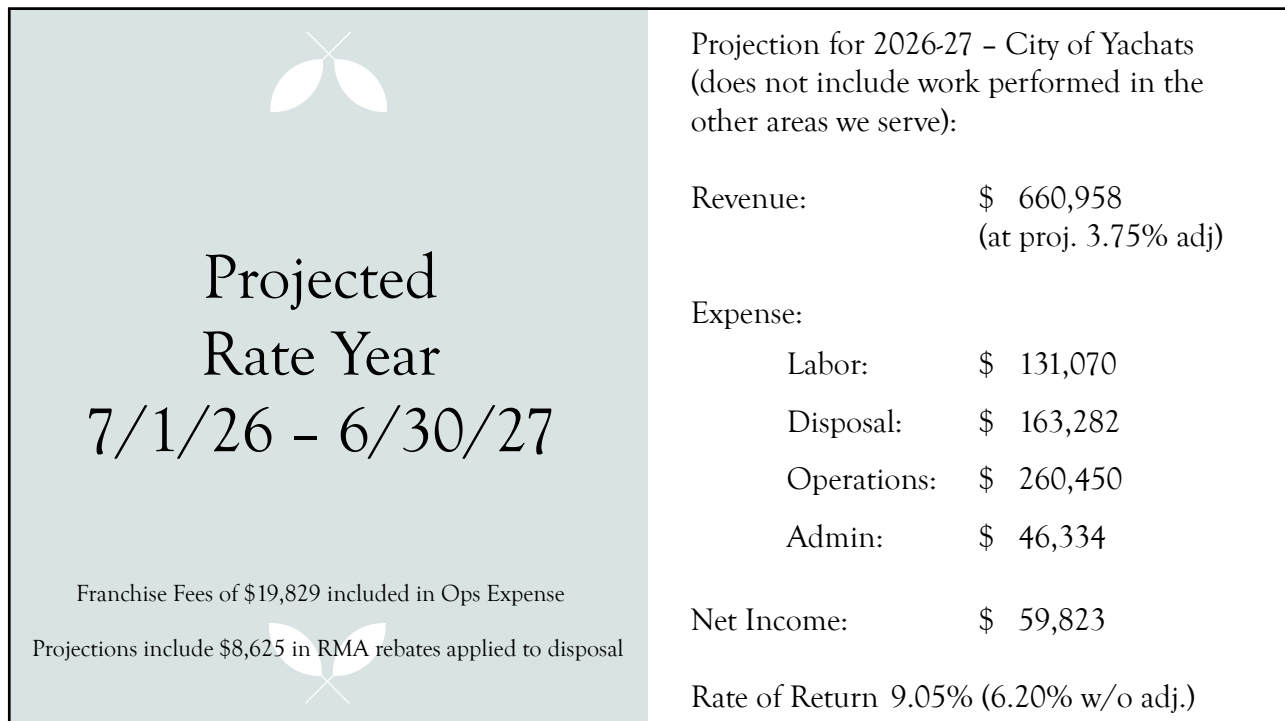 Projected
Rate Year
7/1/26 – 6/30/27
Franchise Fees of $19,829 included in Ops Expense
Projections include $8,625 in RMA rebates applied to disposal
Projection for 2026-27 – City of Yachats
(does not include work performed in the
other areas we serve):
Revenue: $ 660,958
(at proj. 3.75% adj)
Expense:
Labor: $ 131,070
Disposal: $ 163,282
Operations: $ 260,450
Admin: $ 46,334
Net Income: $ 59,823
Rate of Return 9.05% (6.20% w/o adj.)